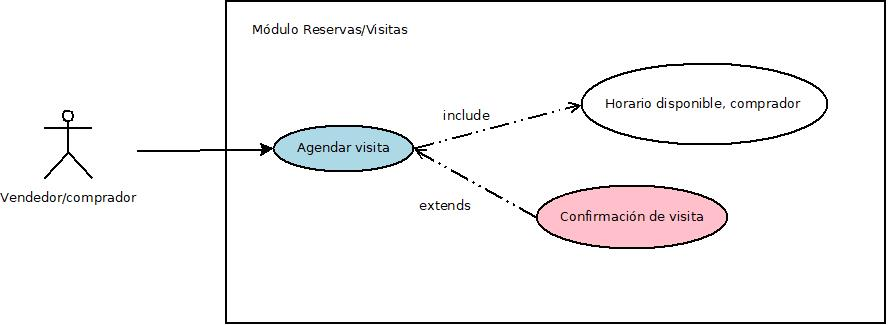 Módulo Reservas/Visitas
include
Horario disponible, comprador
Agendar visita
Vendedor/comprador
extends
Confirmación de visita